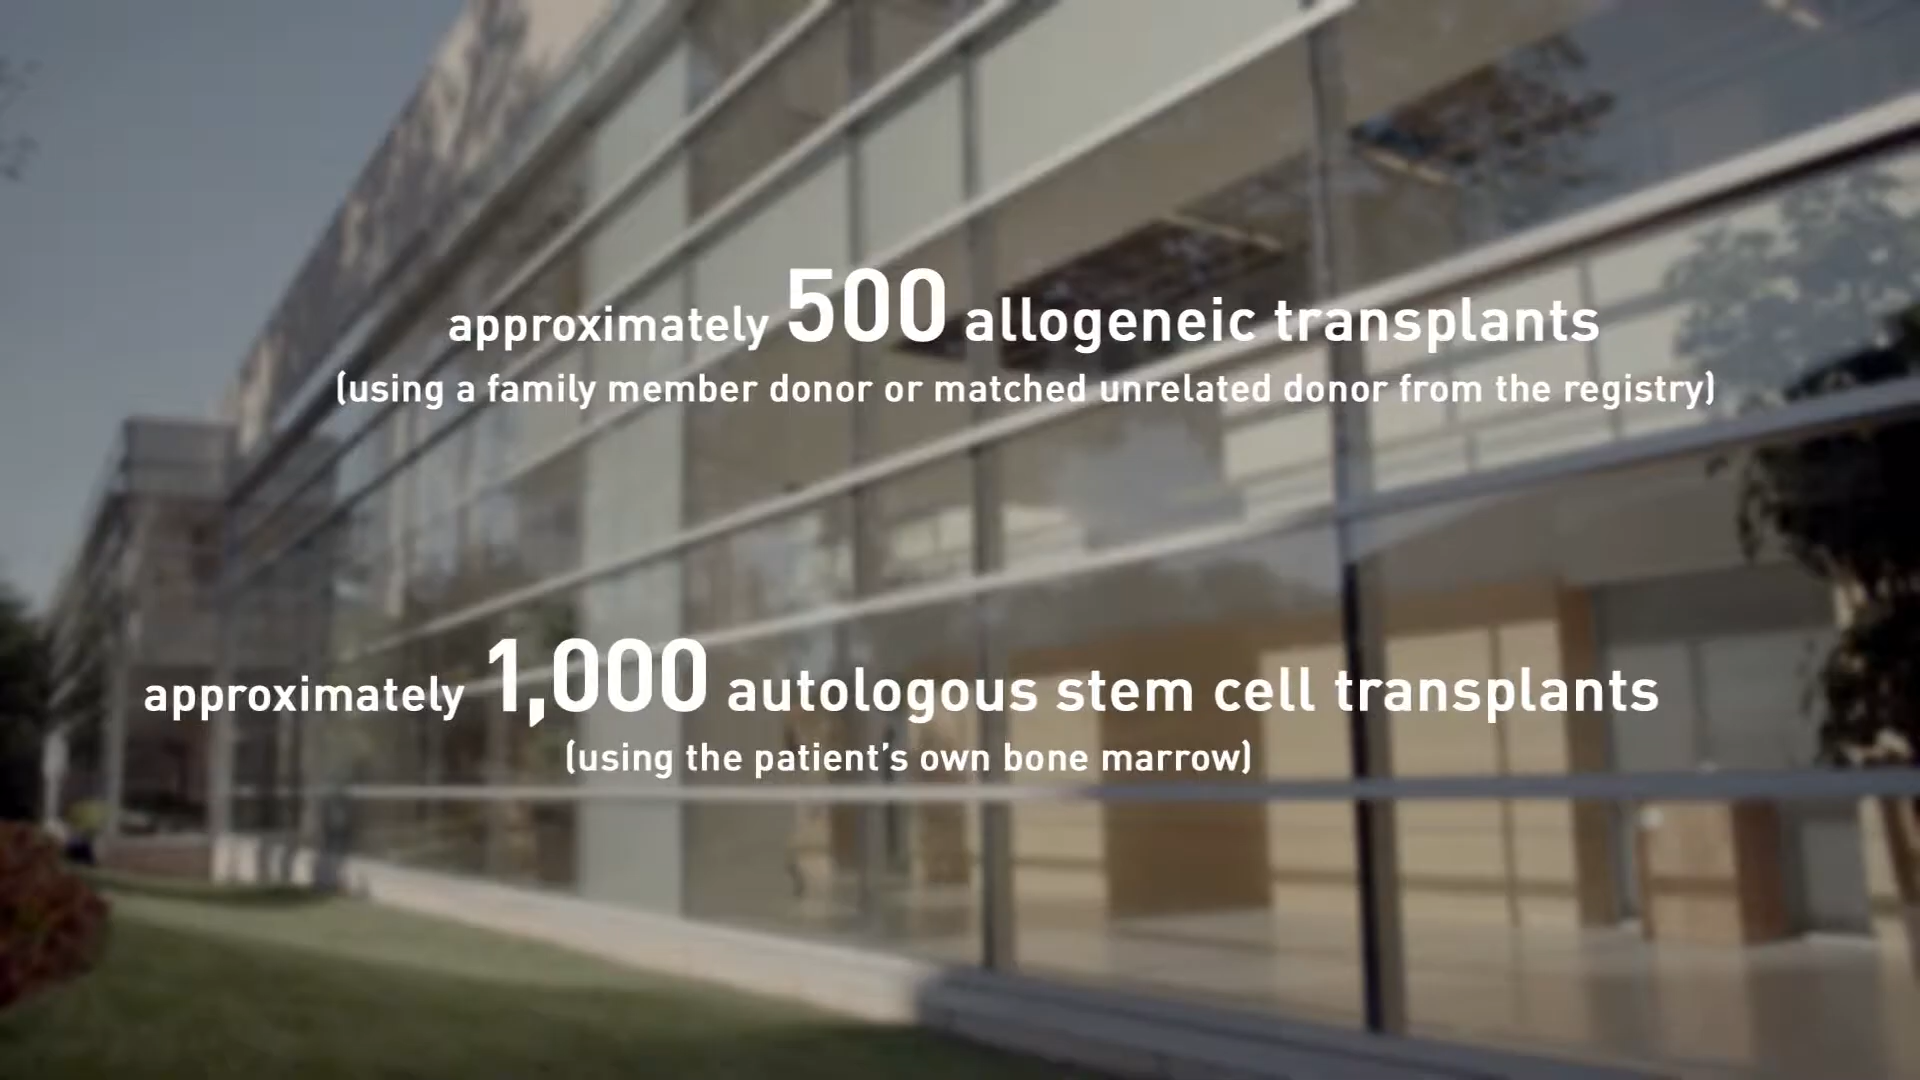 approximately 500 allogeneic transplants
(using a family member donor or matched unrelated donor from the registry)
approximately 1,000 autologous stem cell transplants
(using the patient’s own bone marrow)